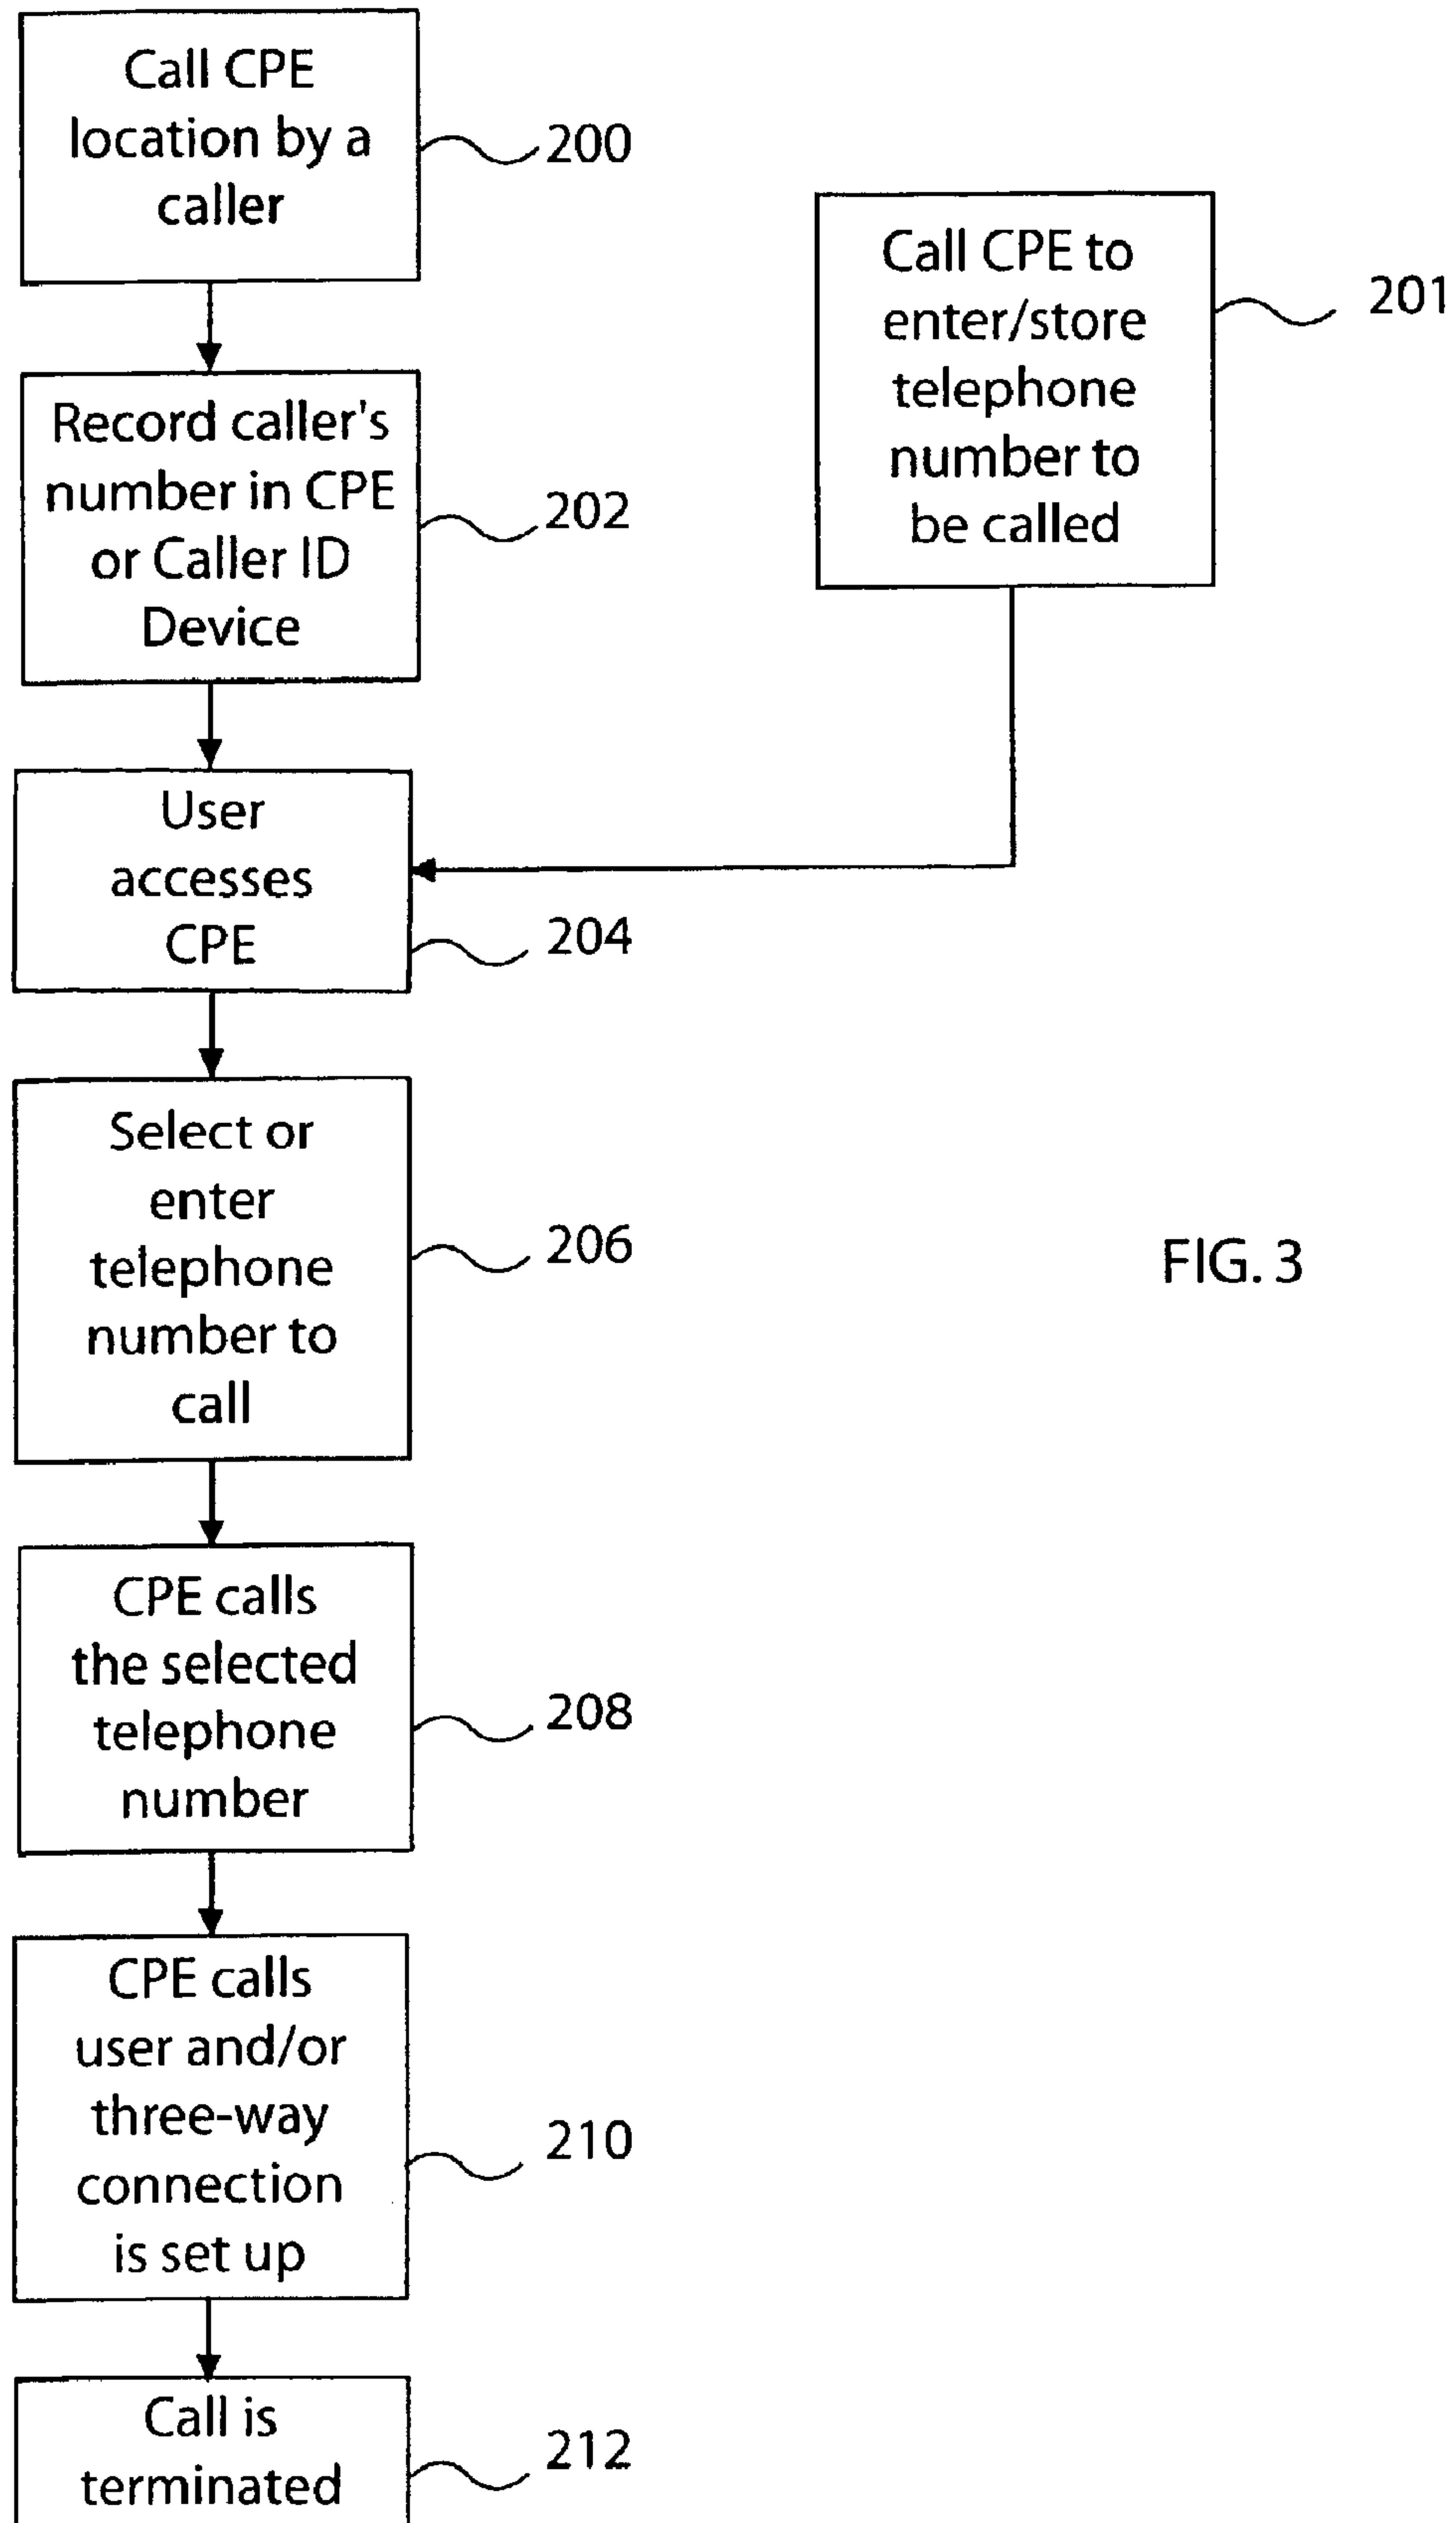 Call CPE
location by a
caller
200
Call CPE to
enter/store
telephone
number to
be called
201
Record caller's
number in CPE
or Caller ID
Device
202
User
accesses
CPE
204
Select or
enter
telephone
number to
call
206
FIG. 3
CPE calls
the selected
telephone
number
208
CPE calls
user and/or
three-way
connection
is set up
210
Call is
terminated
212